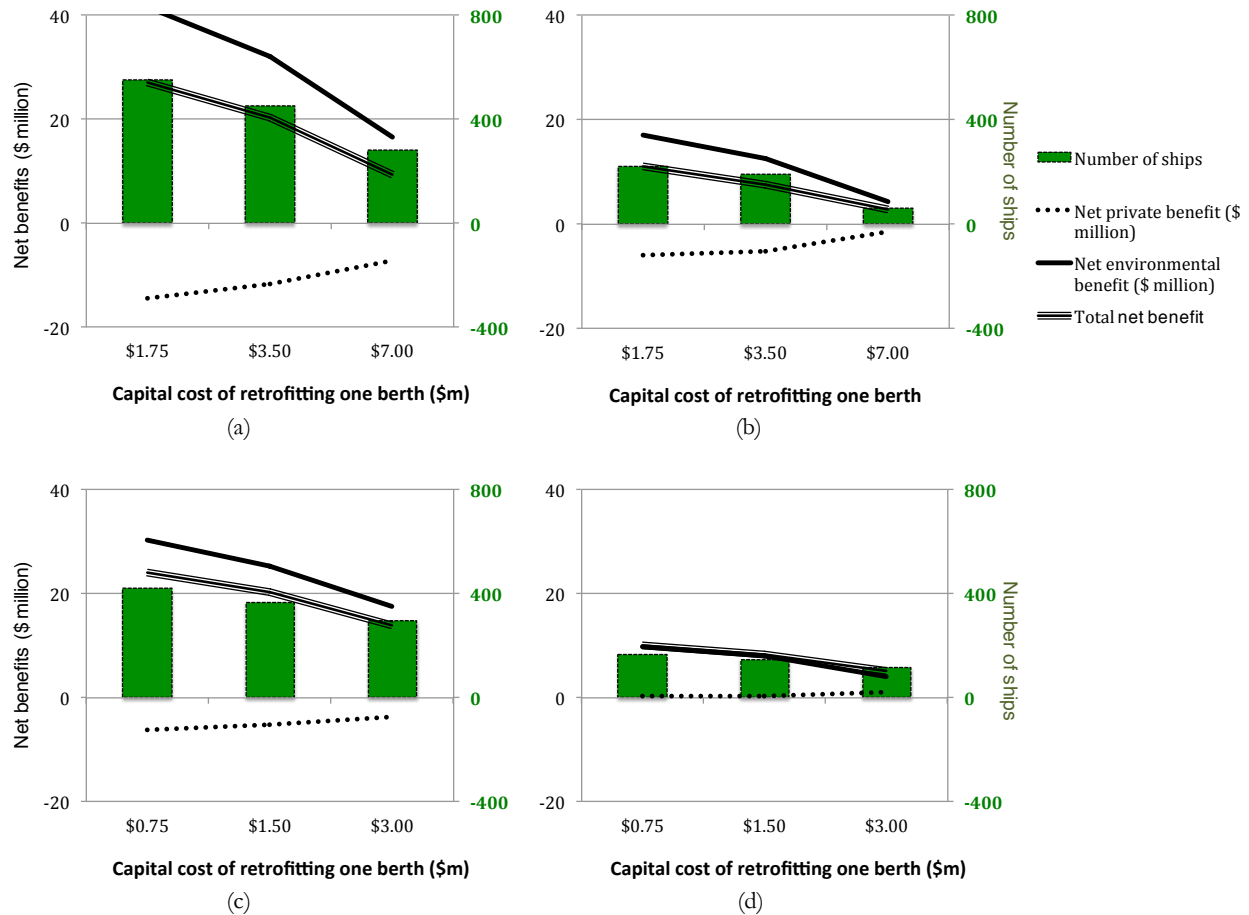 40
20
0
-20
Net benefits ($ million)
800
400
0
-400
$1.75
$3.50
$7.00
Capital cost of retrofitting one berth ($m)
(a)
40
20
0
-20
800
400
0
-400
Number of ships
$1.75
$3.50
$7.00
Capital cost of retrofitting one berth
(b)
Number of ships
Net private benefit ($
million)
Net environmental
benefit ($ million)
Total net benefit
40
20
0
-20
Net benefits ($ million)
800
400
0
-400
$0.75
$1.50
$3.00
Capital cost of retrofitting one berth ($m)
(c)
40
20
0
-20
800
400
0
-400
Number of ships
$0.75
$1.50
$3.00
Capital cost of retrofitting one berth ($m)
(d)